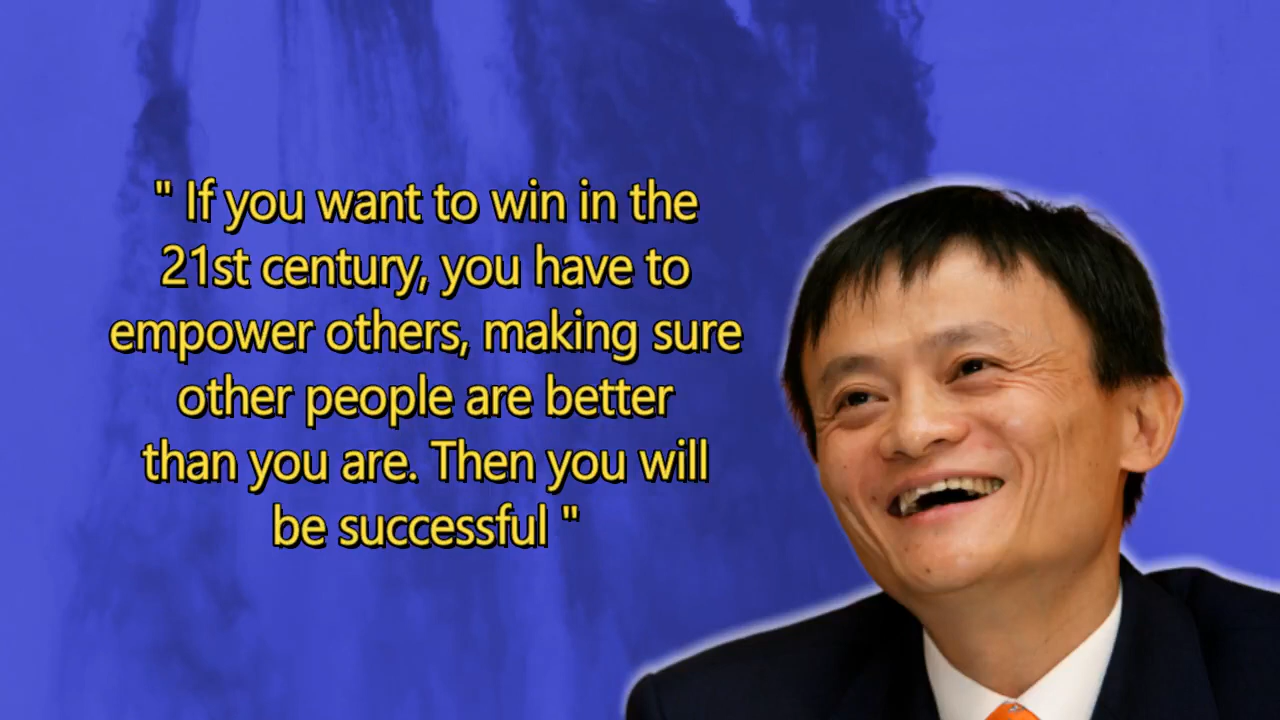 " If you want to win in the
21st century, you have to
empower others, making sure
other people are better
than you are. Then you will
be successful "